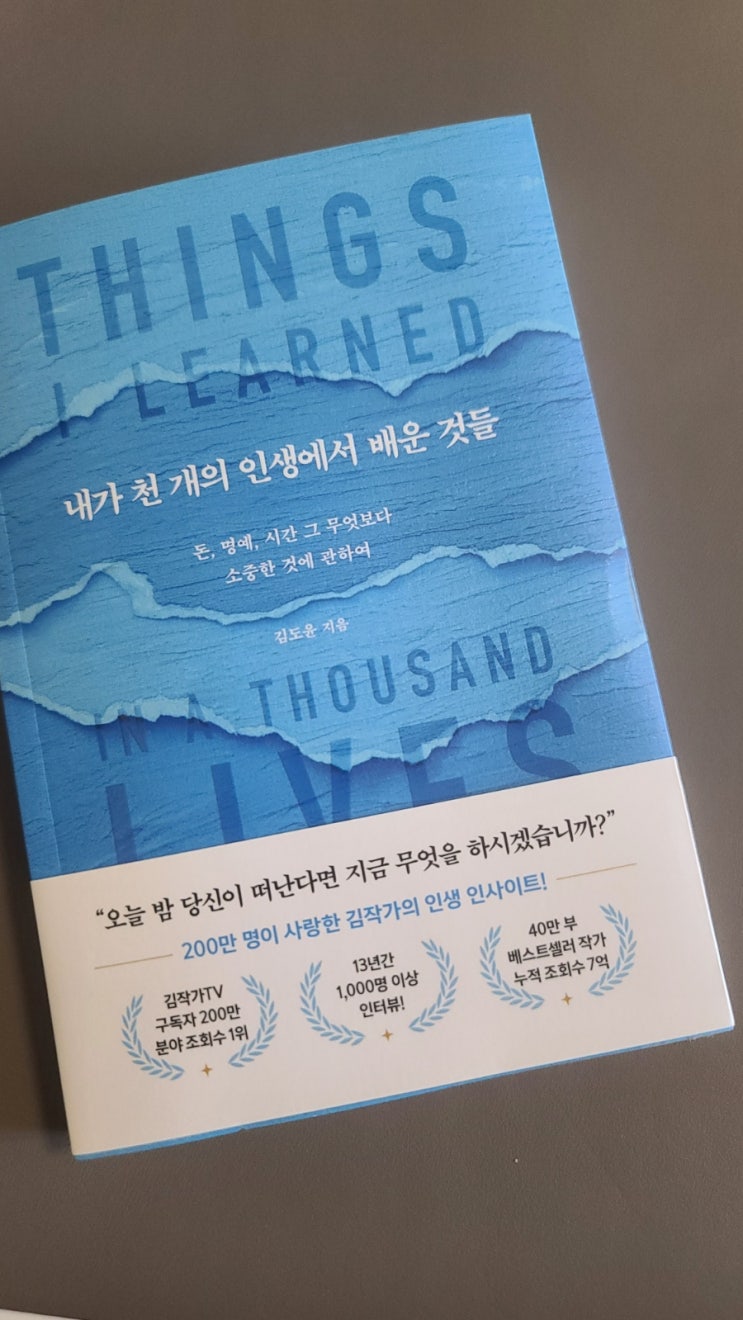 THINGS
I LEARNED
내가 천 개의 인생에서 배운 것들
돈, 명예, 시간 그 무엇보다
소중한 것에 관하여
김도윤 지음
IN A THOUSAND
LIVES
“오늘 밤 당신이 떠난다면 지금 무엇을 하시겠습니까?”
200만 명이 사랑한 김작가의 인생 인사이트!
김작가TV
구독자 200만
분야 조회수 1위
13년간
1,000명 이상
인터뷰!
40만 부
베스트셀러 작가
누적 조회수 7억